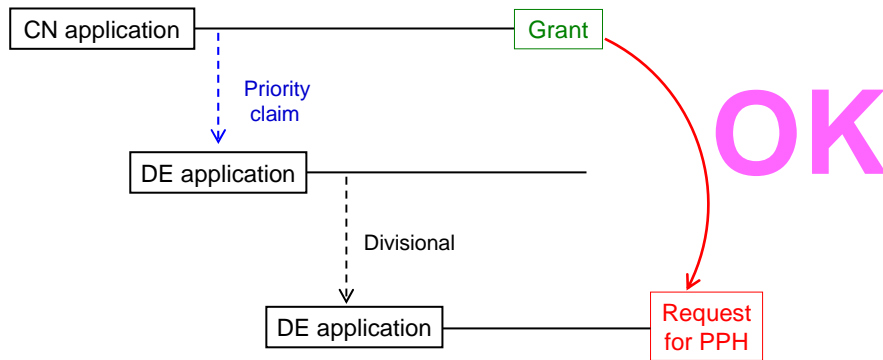 CN application
Grant
Priority
claim
OK
DE application
Divisional
DE application
Request
for PPH